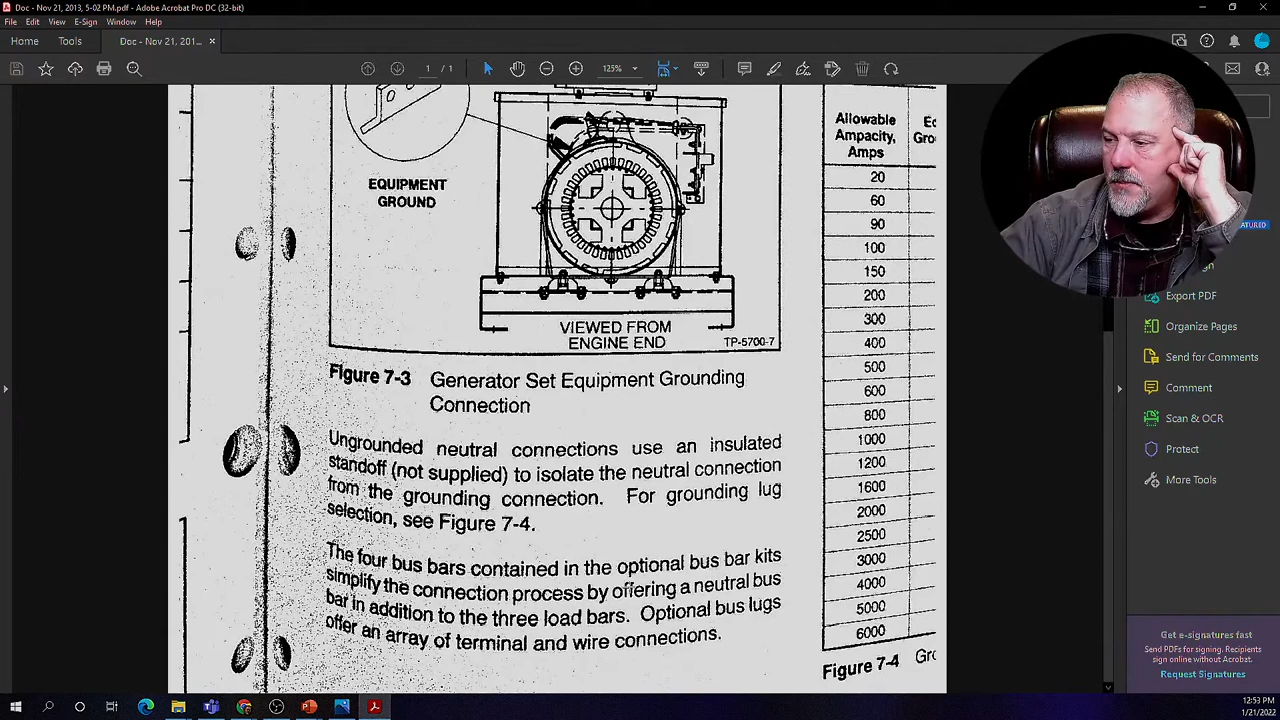 Doc - Nov 21, 2013, 5-02 PM.pdf - Adobe Acrobat Pro DC (32-bit)
File Edit View E-Sign Window Help
Home Tools Doc - Nov 21, 201...
1 / 1 125%
EQUIPMENT
GROUND
VIEWED FROM
ENGINE END
TP-5700-7
Figure 7-3 Generator Set Equipment Grounding
Connection
Ungrounded neutral connections use an insulated
standoff (not supplied) to isolate the neutral connection
from the grounding connection. For grounding lug
selection, see Figure 7-4.
The four bus bars contained in the optional bus bar kits
simplify the connection process by offering a neutral bus
bar in addition to the three load bars. Optional bus lugs
offer an array of terminal and wire connections.
Allowable
Ampacity,
Amps
20
60
90
100
150
200
300
400
500
600
800
1000
1200
1600
2000
2500
3000
4000
5000
6000
Figure 7-4
Export PDF
Organize Pages
Send for Comments
Comment
Scan & OCR
Protect
More Tools
Get e-signatures fast
Send PDFs for signing. Recipients
sign online without Acrobat.
Request Signatures
12:53 PM
1/21/2022